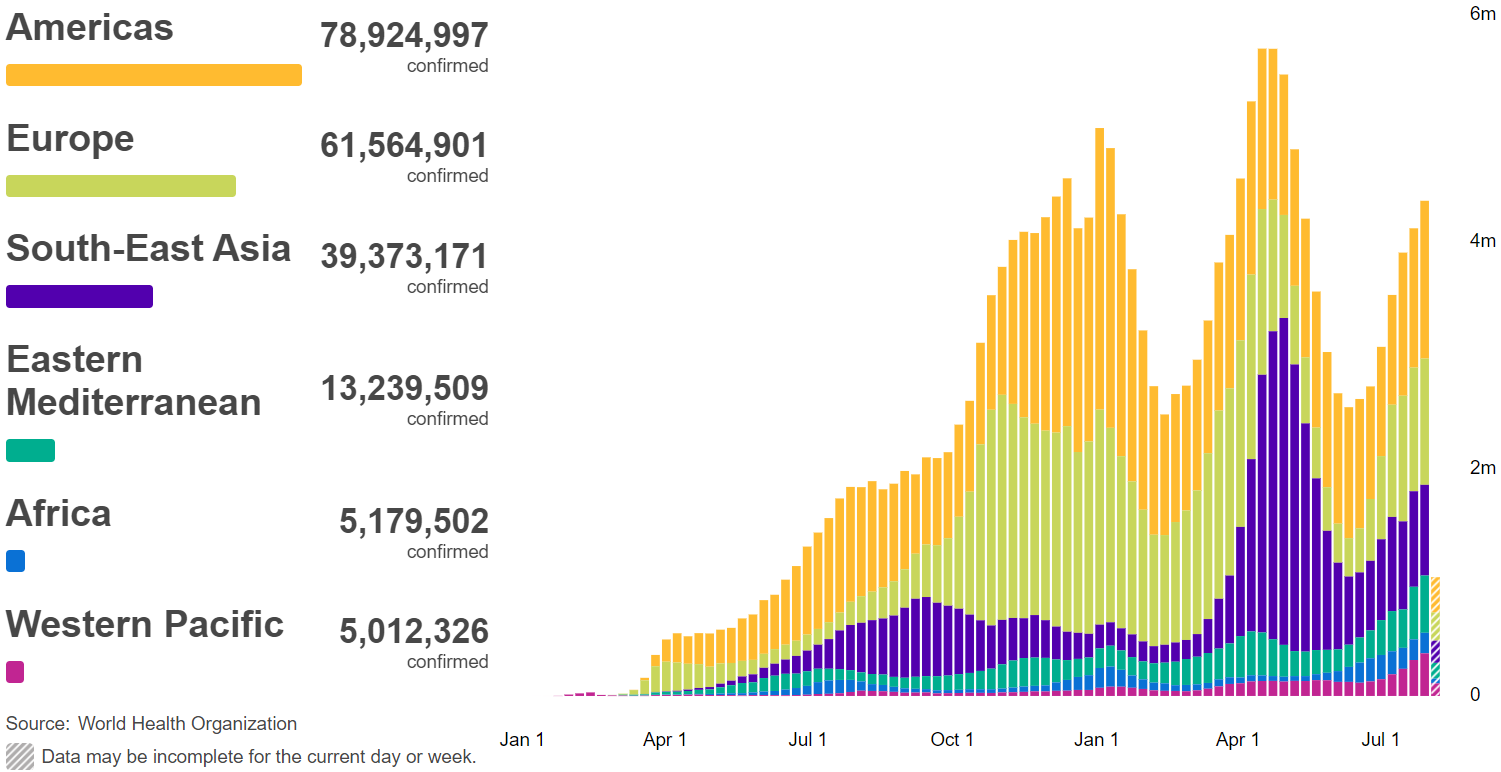 Americas
78,924,997
confirmed
Europe
61,564,901
confirmed
South-East Asia
39,373,171
confirmed
Eastern
Mediterranean
13,239,509
confirmed
Africa
5,179,502
confirmed
Western Pacific
5,012,326
confirmed
Source: World Health Organization
Data may be incomplete for the current day or week.
6m
4m
2m
0
Jan 1 Apr 1 Jul 1 Oct 1 Jan 1 Apr 1 Jul 1